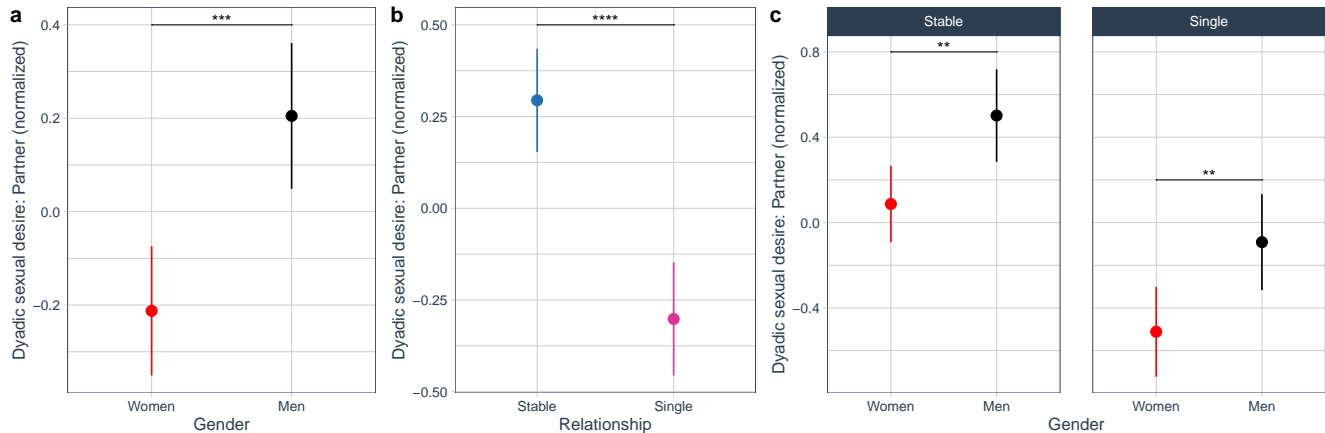 a
***
Dyadic sexual desire: Partner (normalized)
0.4
0.2
0.0
−0.2
Women
Men
Gender
b
****
Dyadic sexual desire: Partner (normalized)
0.50
0.25
0.00
−0.25
−0.50
Stable
Single
Relationship
c
Stable
Single
**
**
Dyadic sexual desire: Partner (normalized)
0.8
0.4
0.0
−0.4
Women
Men
Women
Men
Gender